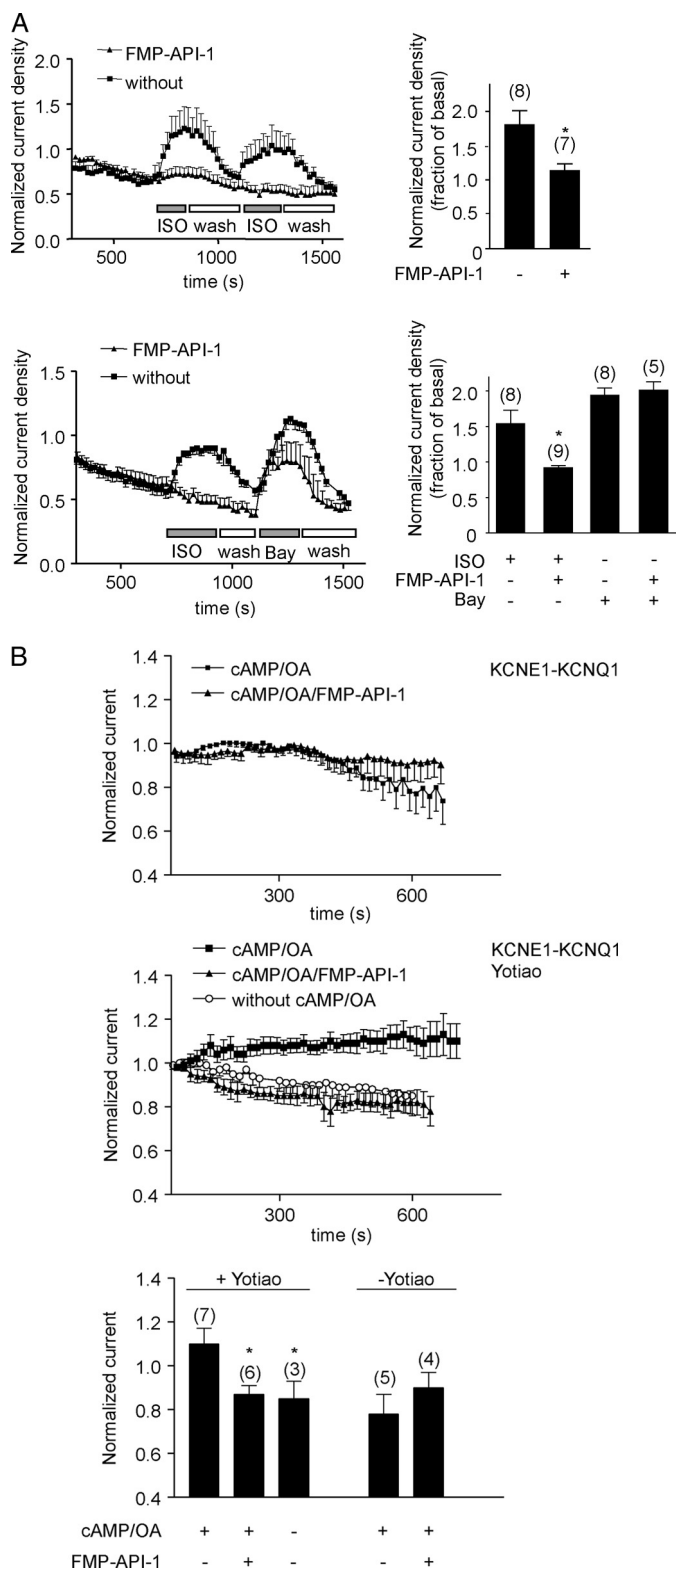 A
FMP-API-1
without
Normalized current density
2.0
1.5
1.0
0.5
0.0
ISO wash ISO wash
500 1000 1500
time (s)
Normalized current density
(fraction of basal)
2.0
1.5
1.0
0.5
0
(8)
*
(7)
FMP-API-1 - +
FMP-API-1
without
Normalized current density
1.5
1.0
0.5
0.0
ISO wash Bay wash
500 1000 1500
time (s)
Normalized current density
(fraction of basal)
2.0
1.5
1.0
0.5
0
(8)
*
(9)
(8)
(5)
ISO + + - -
FMP-API-1 - + - +
Bay - - + +
B
cAMP/OA
cAMP/OA/FMP-API-1
KCNE1-KCNQ1
Normalized current
1.4
1.2
1.0
0.8
0.6
0.4
300 600
time (s)
cAMP/OA
cAMP/OA/FMP-API-1
without cAMP/OA
KCNE1-KCNQ1
Yotiao
Normalized current
1.4
1.2
1.0
0.8
0.6
0.4
300 600
time (s)
+ Yotiao -Yotiao
Normalized current
1.4
1.2
1.0
0.8
0.6
0.4
(7)
*
(6)
*
(3)
(5)
(4)
cAMP/OA + + - + +
FMP-API-1 - + - - +